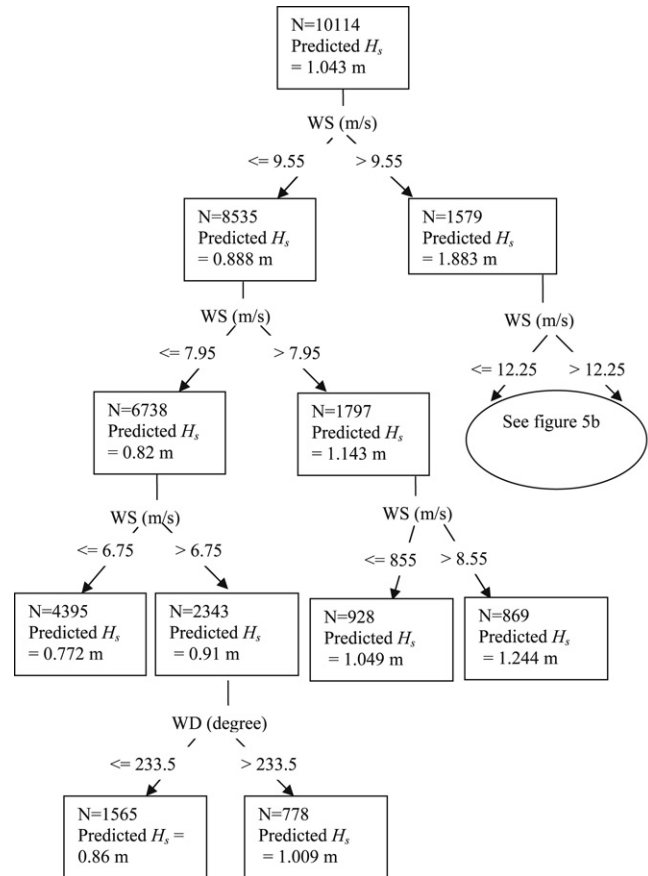 N=10114
Predicted Hs
= 1.043 m
WS (m/s)
<= 9.55
> 9.55
N=8535
Predicted Hs
= 0.888 m
N=1579
Predicted Hs
= 1.883 m
WS (m/s)
WS (m/s)
<= 7.95
> 7.95
<= 12.25
> 12.25
N=6738
Predicted Hs
= 0.82 m
N=1797
Predicted Hs
= 1.143 m
See figure 5b
WS (m/s)
WS (m/s)
<= 6.75
> 6.75
<= 855
> 8.55
N=4395
Predicted Hs
= 0.772 m
N=2343
Predicted Hs
= 0.91 m
N=928
Predicted Hs
= 1.049 m
N=869
Predicted Hs
= 1.244 m
WD (degree)
<= 233.5
> 233.5
N=1565
Predicted Hs =
0.86 m
N=778
Predicted Hs
= 1.009 m